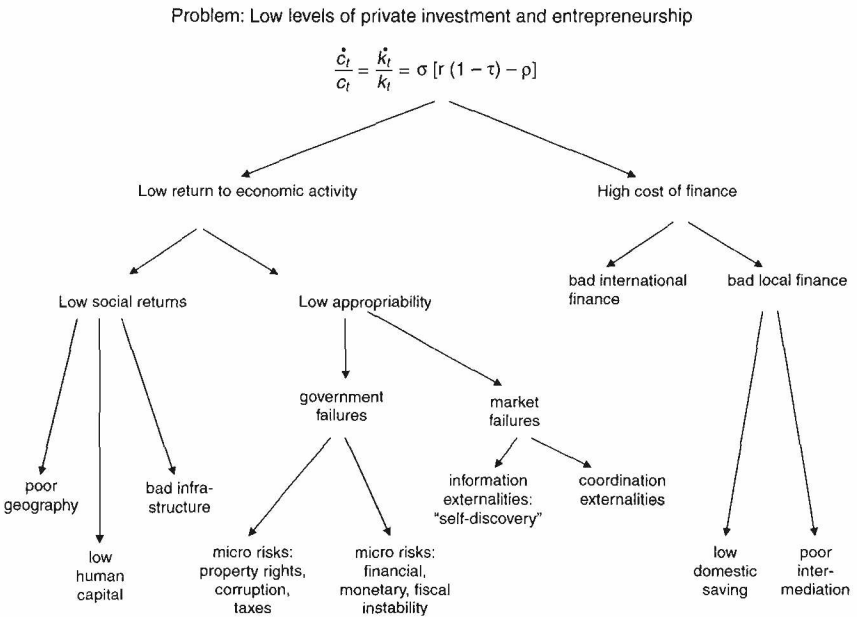 Problem: Low levels of private investment and entrepreneurship
ċₜ/cₜ = k̇ₜ/kₜ = σ [r (1 – τ) – ρ]
Low return to economic activity
High cost of finance
bad international
finance
bad local finance
Low social returns
Low appropriability
government
failures
market
failures
poor
geography
bad infra-
structure
information
externalities:
"self-discovery"
coordination
externalities
low
human
capital
micro risks:
property rights,
corruption,
taxes
micro risks:
financial,
monetary, fiscal
instability
low
domestic
saving
poor
inter-
mediation